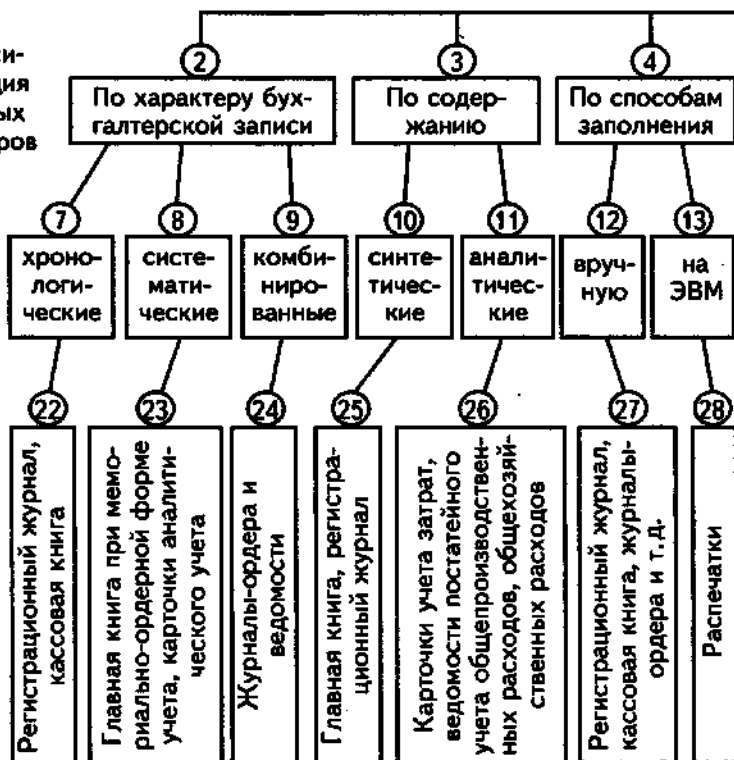 си-
ция
ых
ров
2
По характеру бух-
галтерской записи
3
По содер-
жанию
4
По способам
заполнения
7
хроно-
логи-
ческие
8
систе-
мати-
ческие
9
комби-
ниро-
ванные
10
синте-
тичес-
кие
11
анали-
тичес-
кие
12
вруч-
ную
13
на
ЭВМ
22
Регистрационный журнал,
кассовая книга
23
Главная книга при мемо-
риально-ордерной форме
учета, карточки аналити-
ческого учета
24
Журналы-ордера и
ведомости
25
Главная книга, регистра-
ционный журнал
26
Карточки учета затрат,
ведомости постатейного
учета общепроизводствен-
ных расходов, общехозяй-
ственных расходов
27
Регистрационный журнал,
кассовая книга, журналы-
ордера и т.д.
28
Распечатки